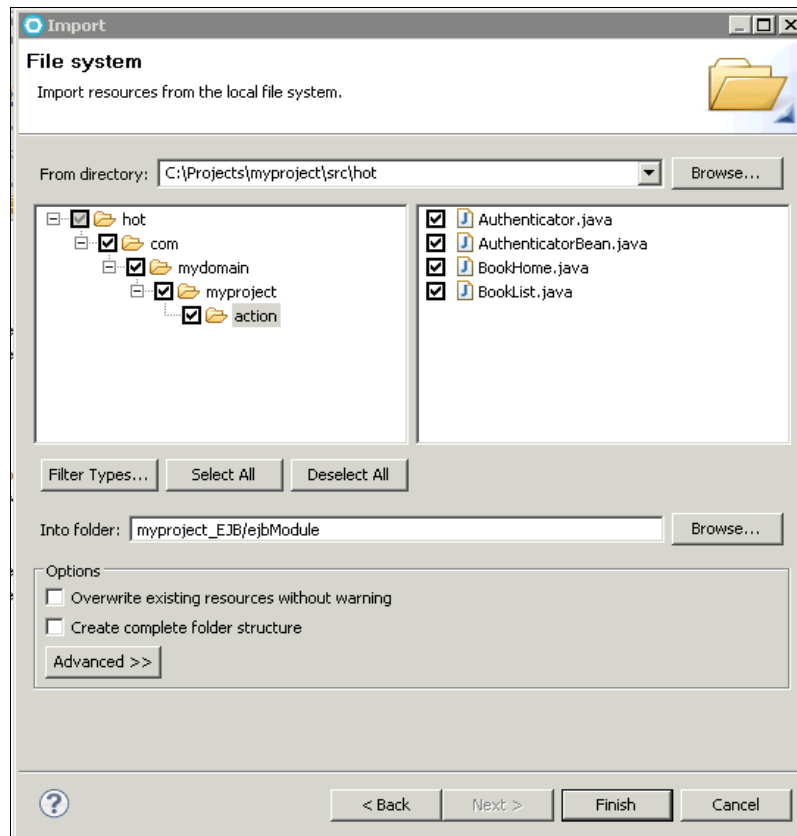 Import
File system
Import resources from the local file system.
From directory: C:\Projects\myproject\src\hot Browse...
hot
com
mydomain
myproject
action
Authenticator.java
AuthenticatorBean.java
BookHome.java
BookList.java
Filter Types... Select All Deselect All
Into folder: myproject_EJB/ejbModule Browse...
Options
Overwrite existing resources without warning
Create complete folder structure
Advanced >>
? < Back Next > Finish Cancel